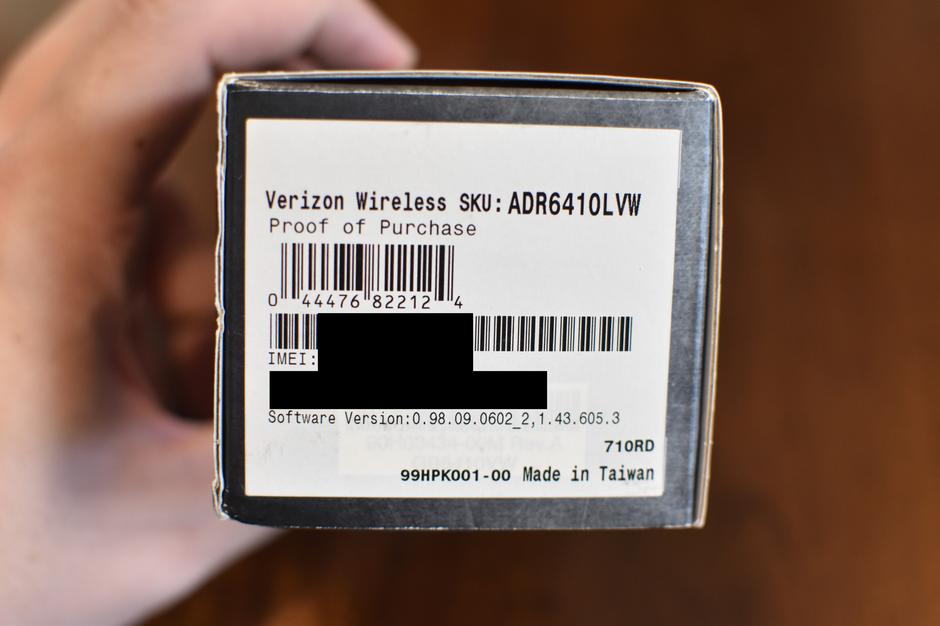 Verizon Wireless SKU: ADR6410LVW
Proof of Purchase
0 44476 82212 4
IMEI:
Software Version:0.98.09.0602_2,1.43.605.3
710RD
99HPK001-00 Made in Taiwan